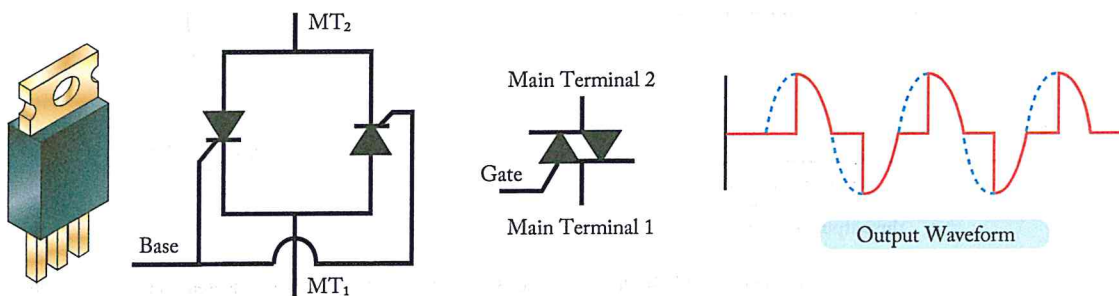 MT₂
Base
MT₁
Main Terminal 2
Gate
Main Terminal 1
Output Waveform